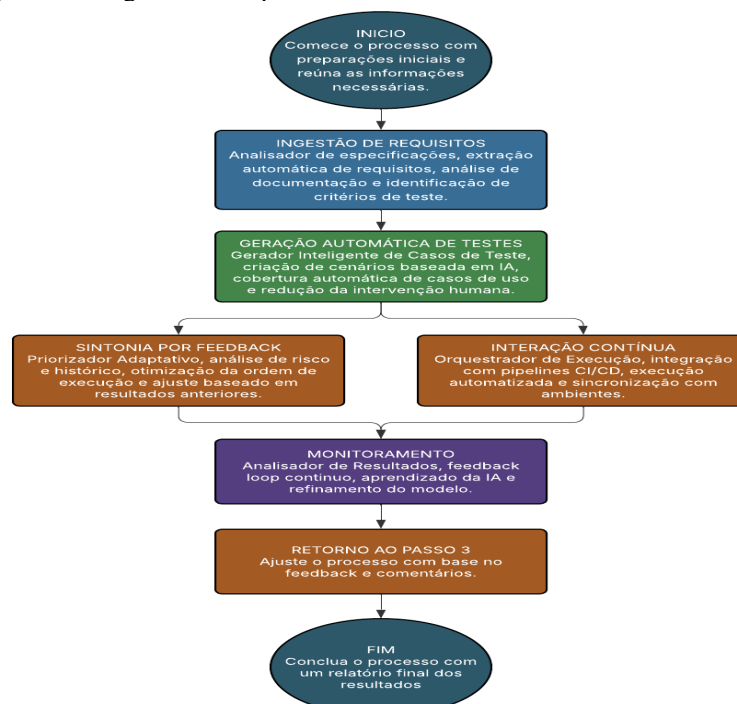 INICIO
Comece o processo com
preparações iniciais e
reúna as informações
necessárias.
INGESTÃO DE REQUISITOS
Analisador de especificações, extração
automática de requisitos, análise de
documentação e identificação de
critérios de teste.
GERAÇÃO AUTOMÁTICA DE TESTES
Gerador Inteligente de Casos de Teste,
criação de cenários baseada em IA,
cobertura automática de casos de uso
e redução da intervenção humana.
SINTONIA POR FEEDBACK
Priorizador Adaptativo, análise de risco
e histórico, otimização da ordem de
execução e ajuste baseado em
resultados anteriores.
INTERAÇÃO CONTÍNUA
Orquestrador de Execução, integração
com pipelines CI/CD, execução
automatizada e sincronização com
ambientes.
MONITORAMENTO
Analisador de Resultados, feedback
loop continuo, aprendizado da IA e
refinamento do modelo.
RETORNO AO PASSO 3
Ajuste o processo com base no
feedback e comentários.
FIM
Conclua o processo com
um relatório final dos
resultados